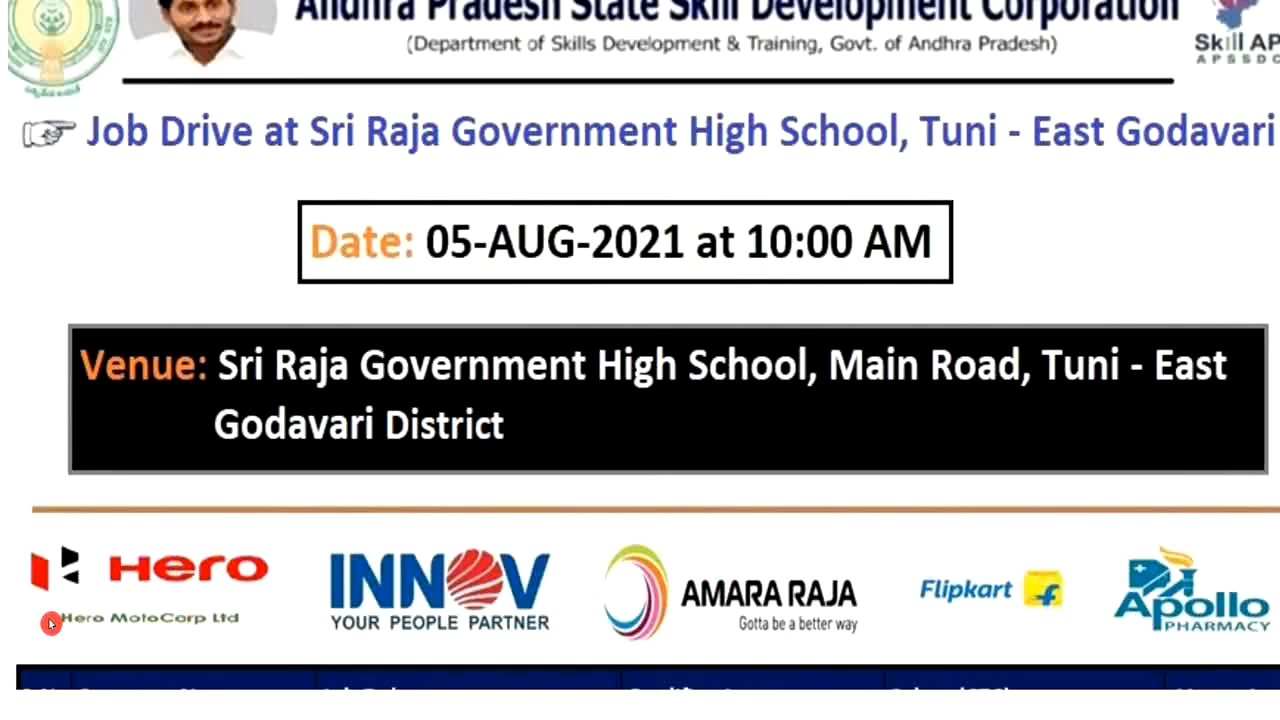 Andhra Pradesh State Skill Development Corporation
(Department of Skills Development & Training, Govt. of Andhra Pradesh)
Skill AP
APSSDC
Job Drive at Sri Raja Government High School, Tuni - East Godavari
Date: 05-AUG-2021 at 10:00 AM
Venue: Sri Raja Government High School, Main Road, Tuni - East
Godavari District
Hero
Hero MotoCorp Ltd
INNOV
YOUR PEOPLE PARTNER
AMARA RAJA
Gotta be a better way
Flipkart
Apollo
PHARMACY